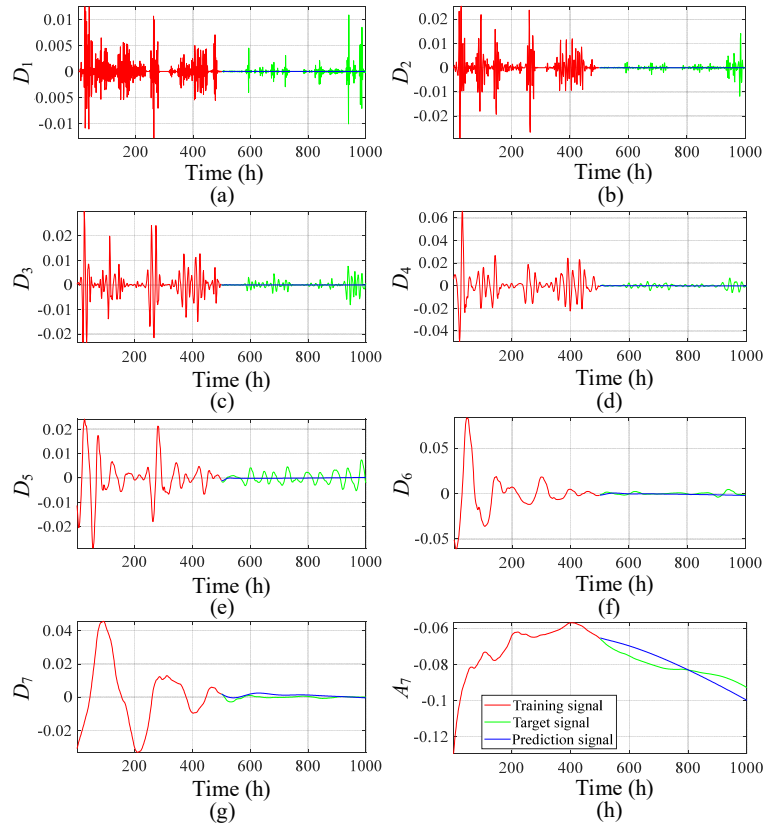 0.01
0.005
0
0.005
-0.01
D1
200 400 600 800 1000
Time (h)
(a)
0.02
0.01
0
-0.01
-0.02
D2
200 400 600 800 1000
Time (h)
(b)
0.02
0.01
0
-0.01
-0.02
D3
200 400 600 800 1000
Time (h)
(c)
0.06
0.04
0.02
0
-0.02
-0.04
D4
200 400 600 800 1000
Time (h)
(d)
0.02
0.01
0
-0.01
-0.02
D5
200 400 600 800 1000
Time (h)
(e)
0.05
0
-0.05
D6
200 400 600 800 1000
Time (h)
(f)
0.04
0.02
0
-0.02
D7
200 400 600 800 1000
Time (h)
(g)
-0.06
-0.08
-0.1
-0.12
A7
Training signal
Target signal
Prediction signal
200 400 600 800 1000
Time (h)
(h)